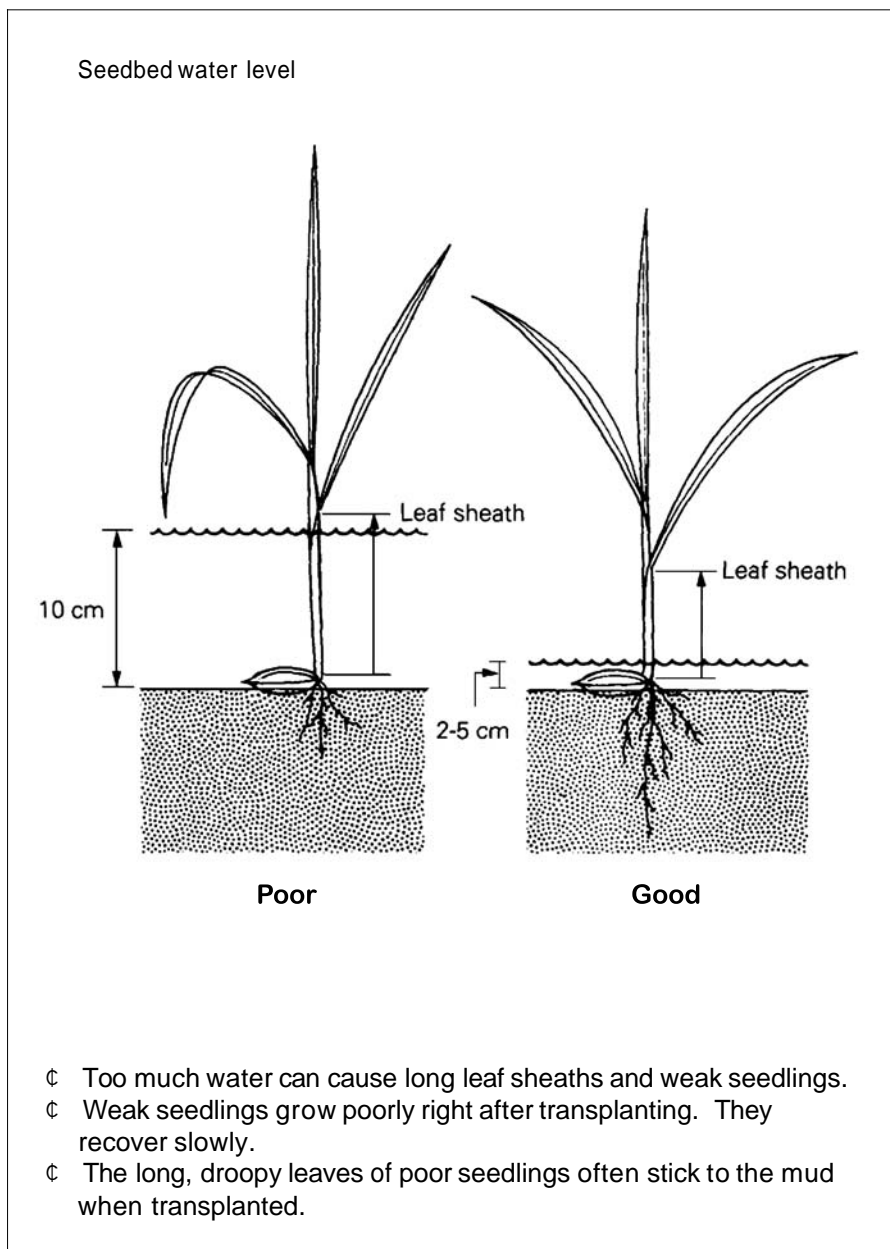 Seedbed water level
Leaf sheath
10 cm
Leaf sheath
2-5 cm
Poor
Good
¢ Too much water can cause long leaf sheaths and weak seedlings.
¢ Weak seedlings grow poorly right after transplanting. They
recover slowly.
¢ The long, droopy leaves of poor seedlings often stick to the mud
when transplanted.